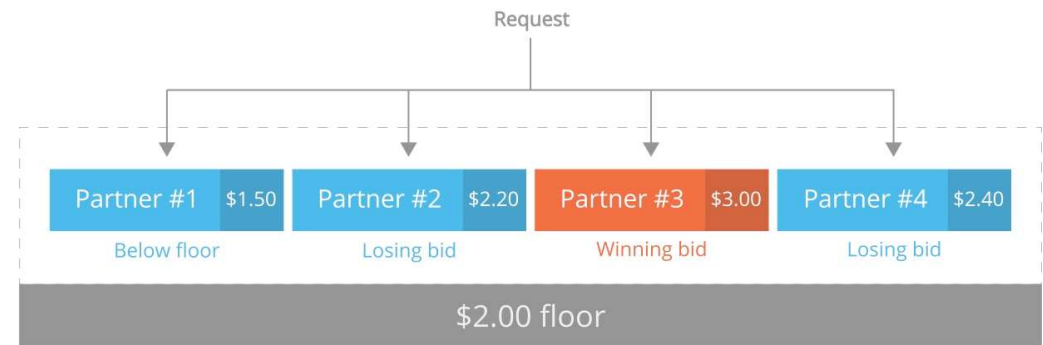 Request
Partner #1 $1.50 Partner #2 $2.20 Partner #3 $3.00 Partner #4 $2.40
Below floor Losing bid Winning bid Losing bid
$2.00 floor